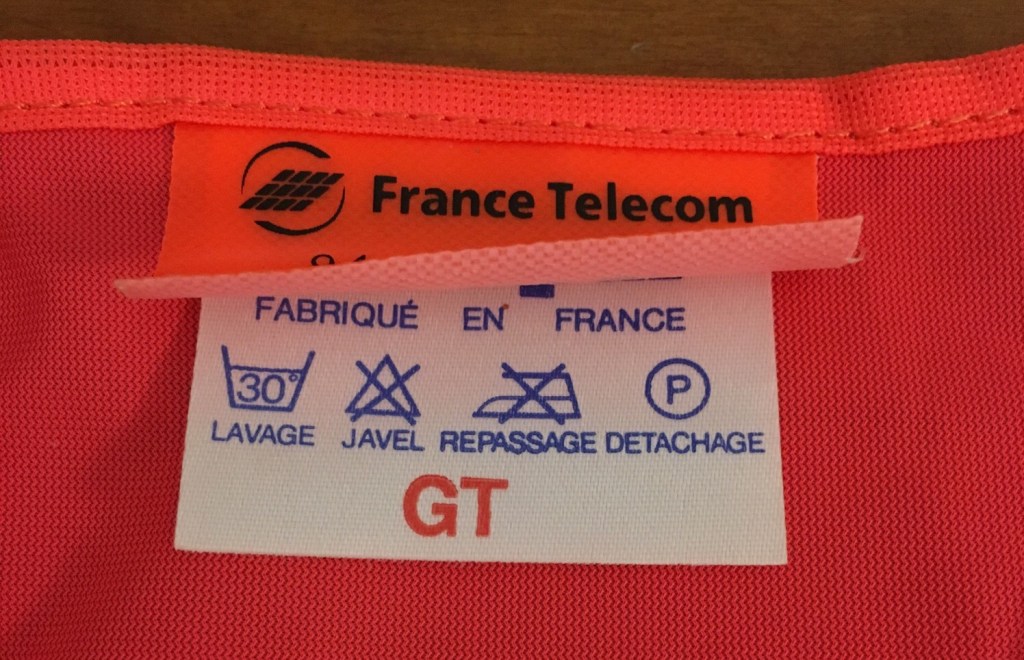 France Telecom
FABRIQUÉ EN FRANCE
30° P
LAVAGE JAVEL REPASSAGE DETACHAGE
GT